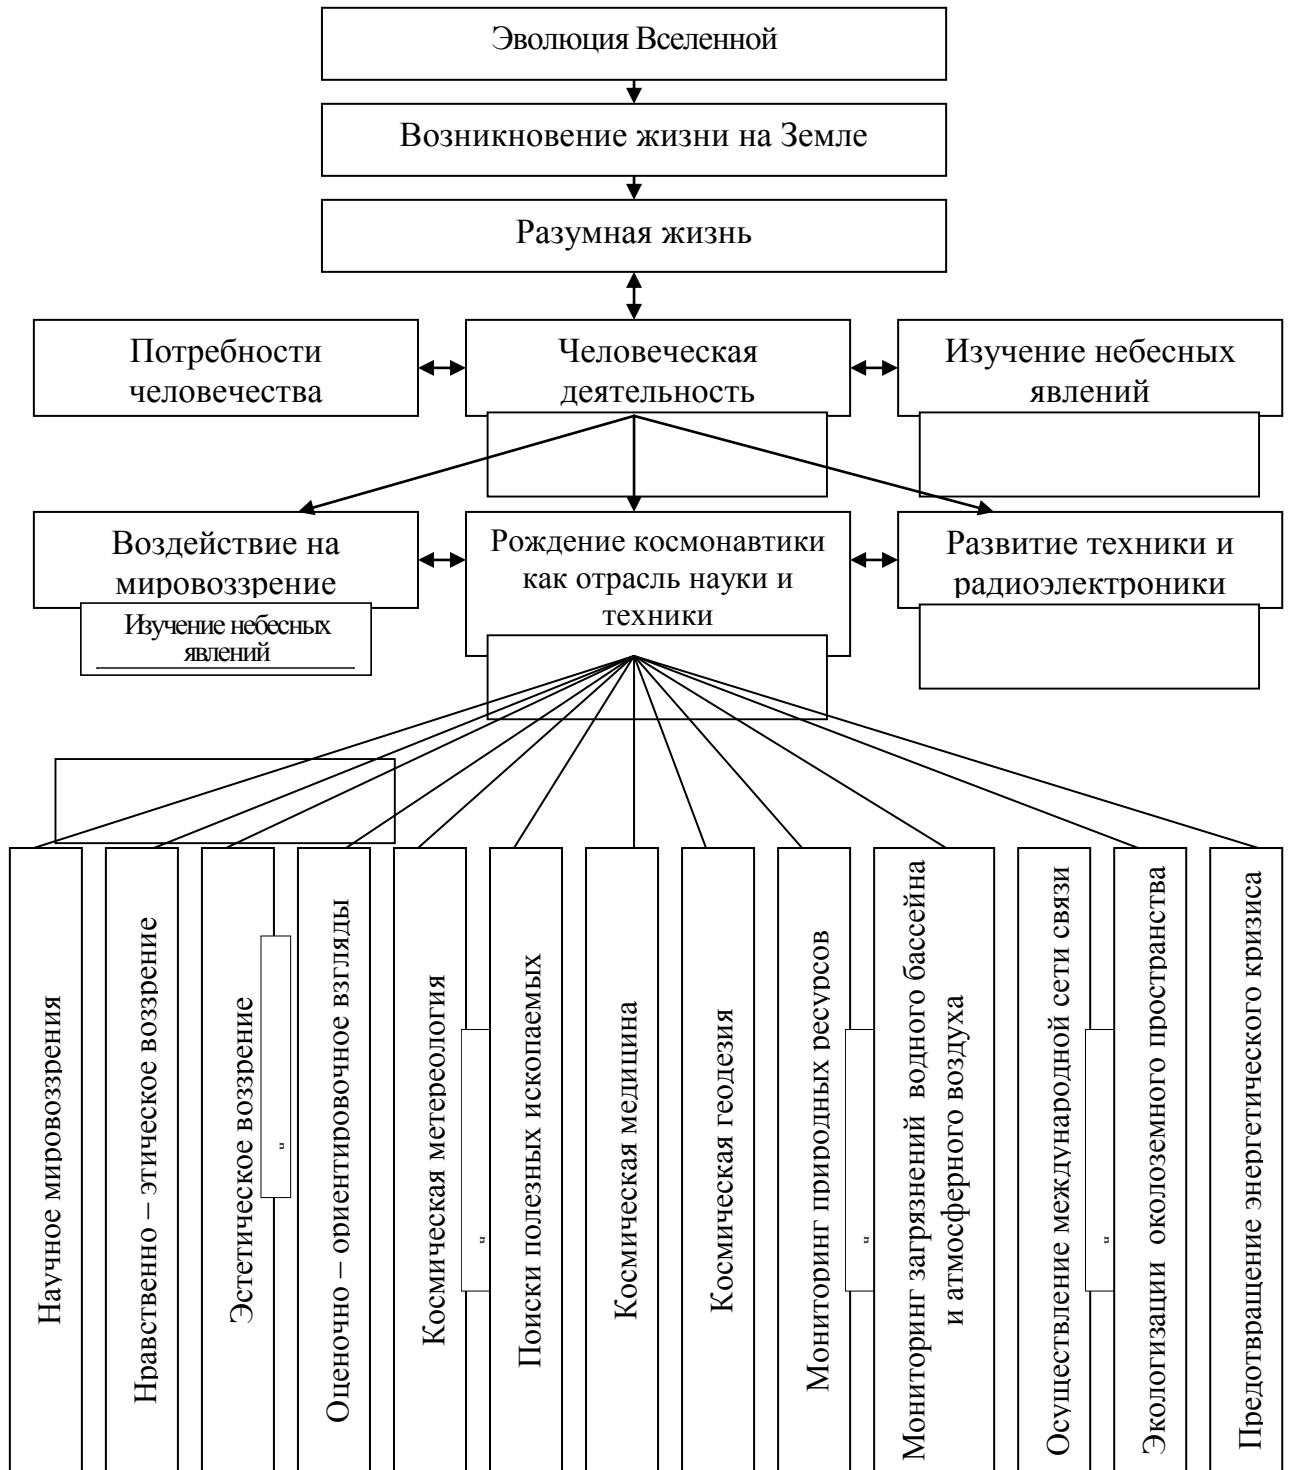 Эволюция Вселенной
Возникновение жизни на Земле
Разумная жизнь
Потребности
человечества
Человеческая
деятельность
Изучение небесных
явлений
Воздействие на
мировоззрение
Изучение небесных
явлений
Рождение космонавтики
как отрасль науки и
техники
Развитие техники и
радиоэлектроники
Научное мировоззрения
Нравственно – этическое воззрение
Эстетическое воззрение
Оценочно – ориентировочное взгляды
Космическая метереология
Поиски полезных ископаемых
Космическая медицина
Космическая геодезия
Мониторинг природных ресурсов
Мониторинг загрязнений водного бассейна
и атмосферного воздуха
Осуществление международной сети связи
Экологизации околоземного пространства
Предотвращение энергетического кризиса